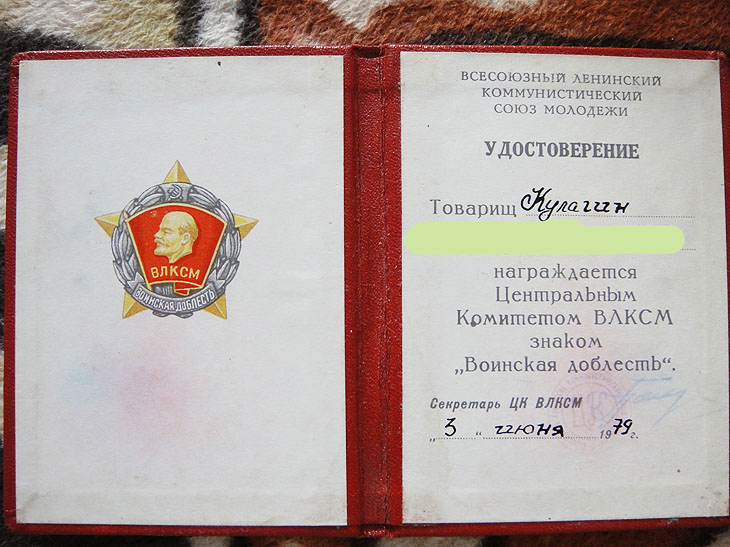 ВЛКСМ
ВОИНСКАЯ ДОБЛЕСТЬ
ВСЕСОЮЗНЫЙ ЛЕНИНСКИЙ
КОММУНИСТИЧЕСКИЙ
СОЮЗ МОЛОДЕЖИ
УДОСТОВЕРЕНИЕ
Товарищ Кулагин
награждается
Центральным
Комитетом ВЛКСМ
знаком
„Воинская доблесть“.
Секретарь ЦК ВЛКСМ
„3“ июня 1979 г.